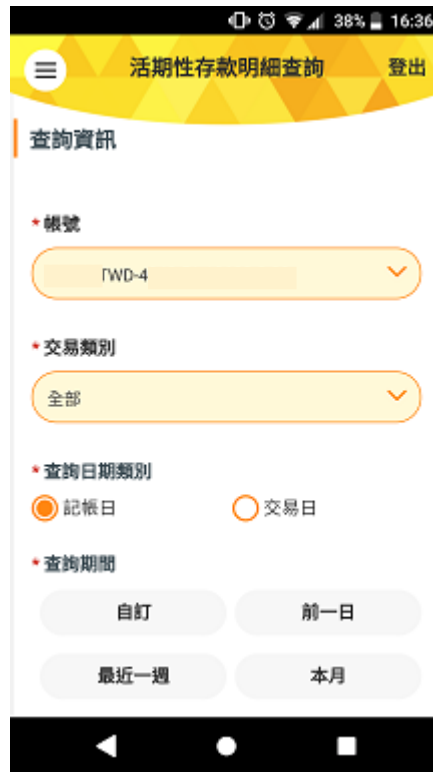 38% 16:36
活期性存款明細查詢 登出
查詢資訊
*帳號
TWD-4
*交易類別
全部
*查詢日期類別
記帳日 交易日
*查詢期間
自訂 前一日
最近一週 本月